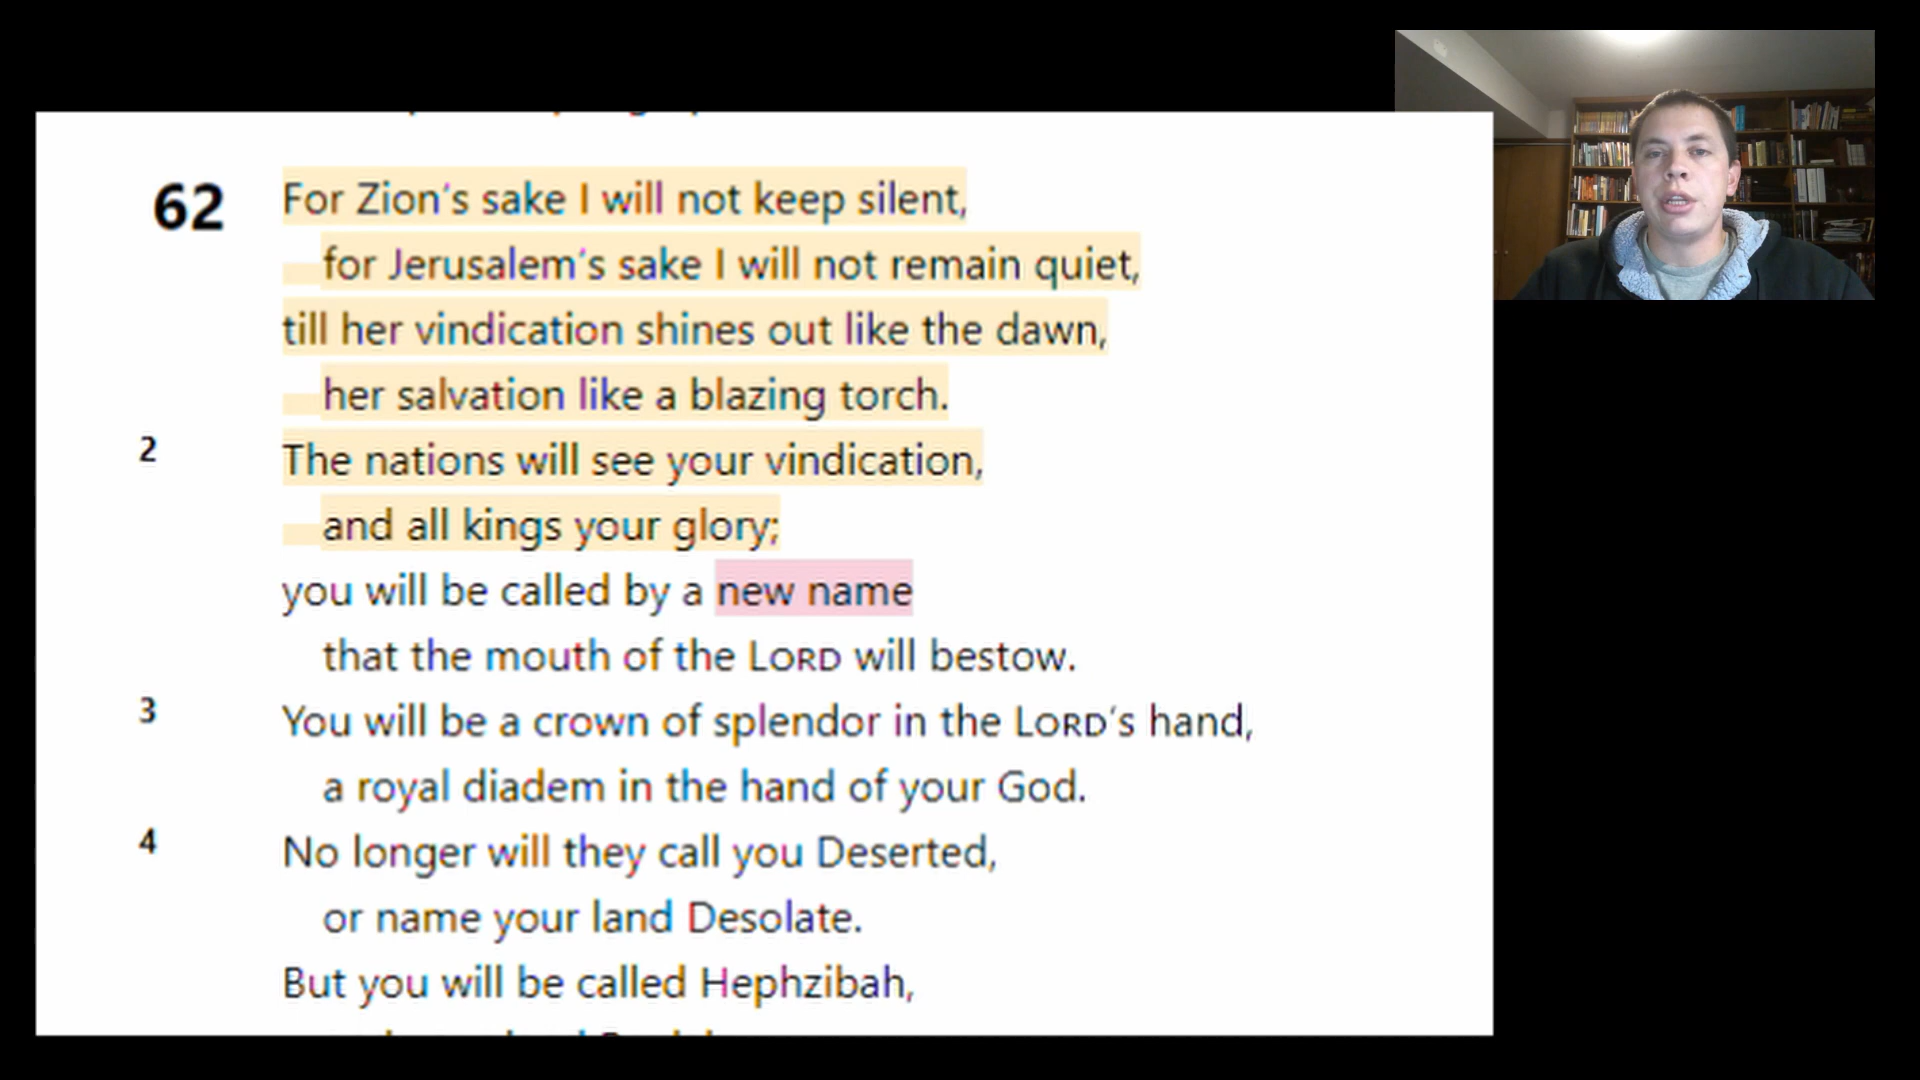 62 For Zion's sake I will not keep silent,
for Jerusalem's sake I will not remain quiet,
till her vindication shines out like the dawn,
her salvation like a blazing torch.
2 The nations will see your vindication,
and all kings your glory;
you will be called by a new name
that the mouth of the LORD will bestow.
3 You will be a crown of splendor in the LORD's hand,
a royal diadem in the hand of your God.
4 No longer will they call you Deserted,
or name your land Desolate.
But you will be called Hephzibah,